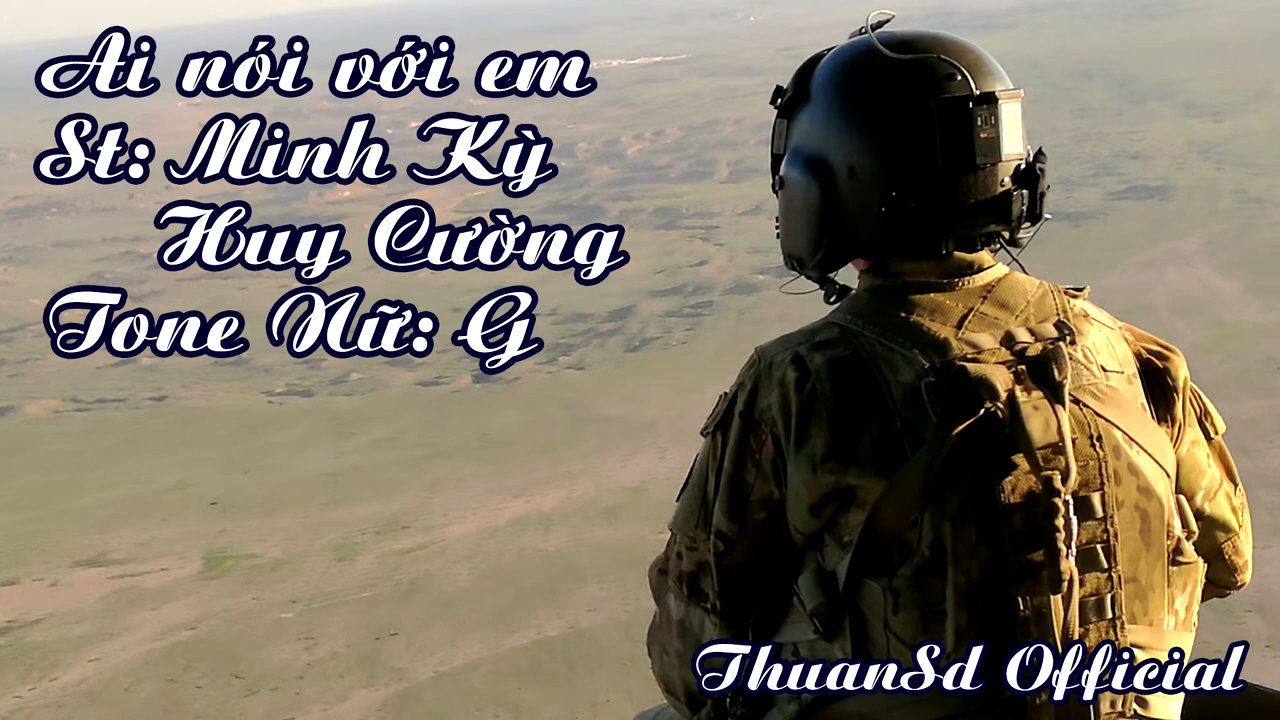 Ai nói với em
St: Minh Kỳ
Huy Cường
Tone Nữ: G
ThuanSd Official